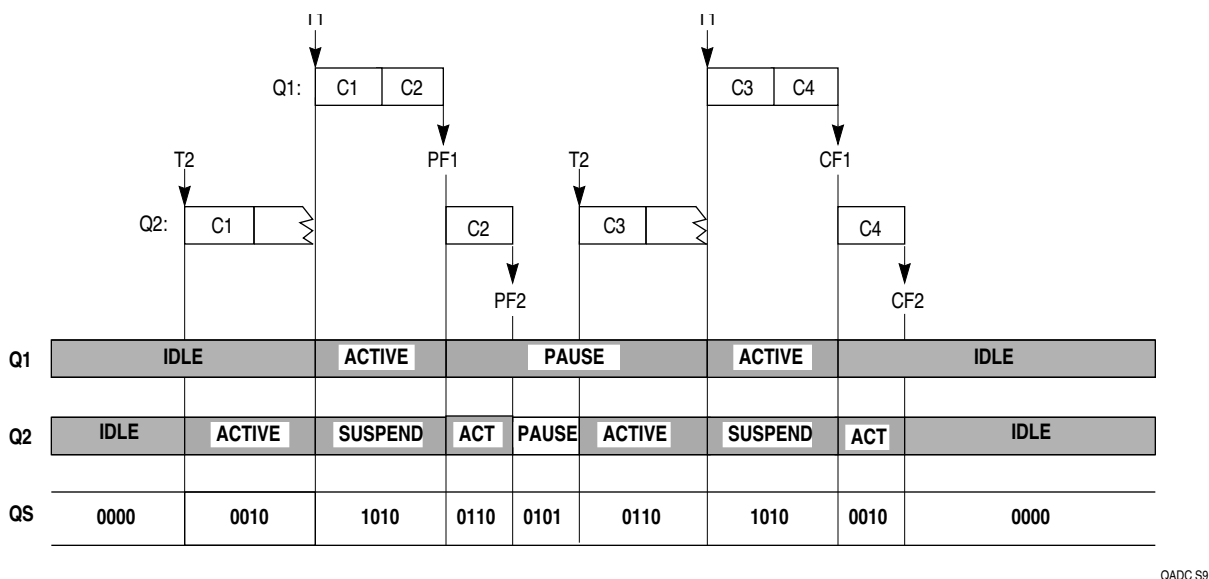 T1 T1
Q1: C1 C2 C3 C4
T2 PF1 T2 CF1
Q2: C1 C2 C3 C4
PF2 CF2
Q1 IDLE ACTIVE PAUSE ACTIVE IDLE
Q2 IDLE ACTIVE SUSPEND ACT PAUSE ACTIVE SUSPEND ACT IDLE
QS 0000 0010 1010 0110 0101 0110 1010 0010 0000
QADC S9